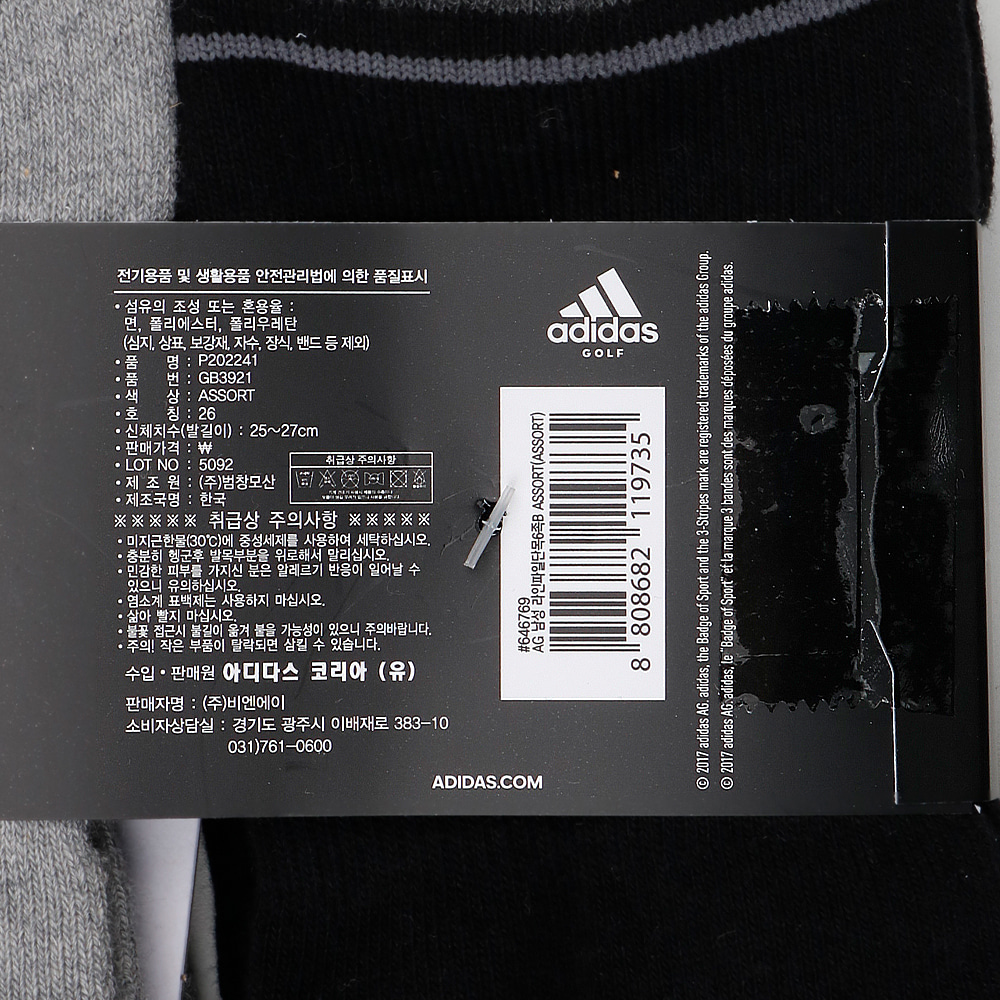 전기용품 및 생활용품 안전관리법에 의한 품질표시
• 섬유의 조성 또는 혼용율 :
면, 폴리에스터, 폴리우레탄
(심지, 상표, 보강재, 자수, 장식, 밴드 등 제외)
• 품 명 : P202241
• 품 번 : GB3921
• 색 상 : ASSORT
• 호 칭 : 26
• 신체치수(발길이) : 25~27cm
• 판매가격 : ₩
• LOT NO : 5092
• 제 조 원 : (주)범창모산
• 제조국명 : 한국
취급상 주의사항
※※※※※ 취급상 주의사항 ※※※※※
• 미지근한물(30℃)에 중성세제를 사용하여 세탁하십시오.
• 충분히 헹군후 발목부분을 위로해서 말리십시오.
• 민감한 피부를 가지신 분은 알레르기 반응이 일어날 수
있으니 유의하십시오.
• 염소계 표백제는 사용하지 마십시오.
• 삶아 빨지 마십시오.
• 불꽃 접근시 불길이 옮겨 붙을 가능성이 있으니 주의바랍니다.
• 주의! 작은 부품이 탈락되면 삼킬 수 있습니다.
수입 • 판매원 아디다스 코리아 (유)
판매자명 : (주)비엔에이
소비자상담실 : 경기도 광주시 이배재로 383-10
031)761-0600
ADIDAS.COM
adidas
GOLF
#646769
AG 남성 라인파일단목6족B ASSORT(ASSORT)
8 808682 119735
© 2017 adidas AG. adidas, the Badge of Sport and the 3-Stripes mark are registered trademarks of the adidas Group.
© 2017 adidas AG. adidas, le "Badge of Sport" et la marque 3 bandes sont des marques déposées du groupe adidas.